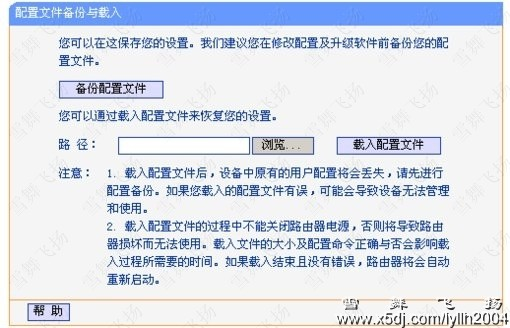 配置文件备份与载入
您可以在这保存您的设置。我们建议您在修改配置及升级软件前备份您的配
置文件。
备份配置文件
您可以通过载入配置文件来恢复您的设置。
路 径： 浏览... 载入配置文件
注意： 1. 载入配置文件后，设备中原有的用户配置将会丢失，请先进行
配置备份。如果您载入的配置文件有误，可能会导致设备无法管理
和使用。
2. 载入配置文件的过程中不能关闭路由器电源，否则将导致路由
器损坏而无法使用。载入文件的大小及配置命令正确与否会影响载
入过程所需要的时间。如果载入结束且没有错误，路由器将会自动
重新启动。
帮 助
雪 舞 飞 扬
www.x5dj.com/jyllh2004